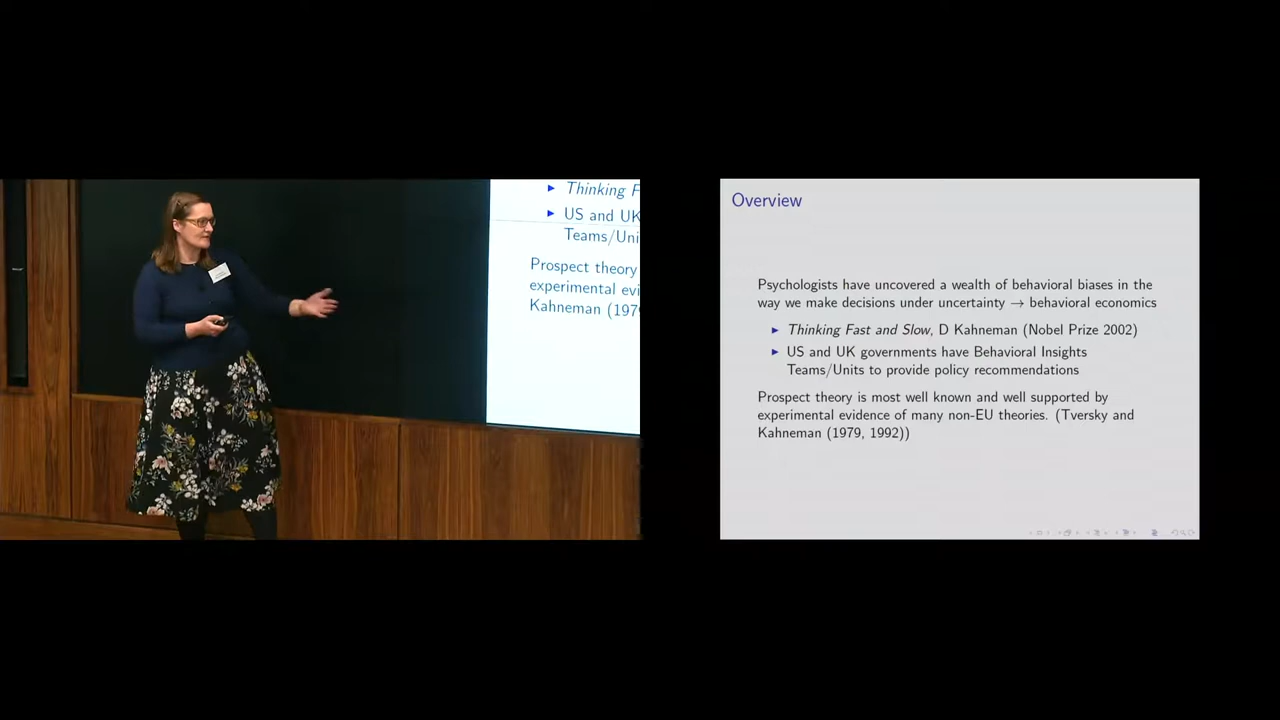 Thinking F
US and UK
Teams/Uni
Prospect theory
experimental evi
Kahneman (1979
Overview
Psychologists have uncovered a wealth of behavioral biases in the
way we make decisions under uncertainty → behavioral economics
Thinking Fast and Slow, D Kahneman (Nobel Prize 2002)
US and UK governments have Behavioral Insights
Teams/Units to provide policy recommendations
Prospect theory is most well known and well supported by
experimental evidence of many non-EU theories. (Tversky and
Kahneman (1979, 1992))